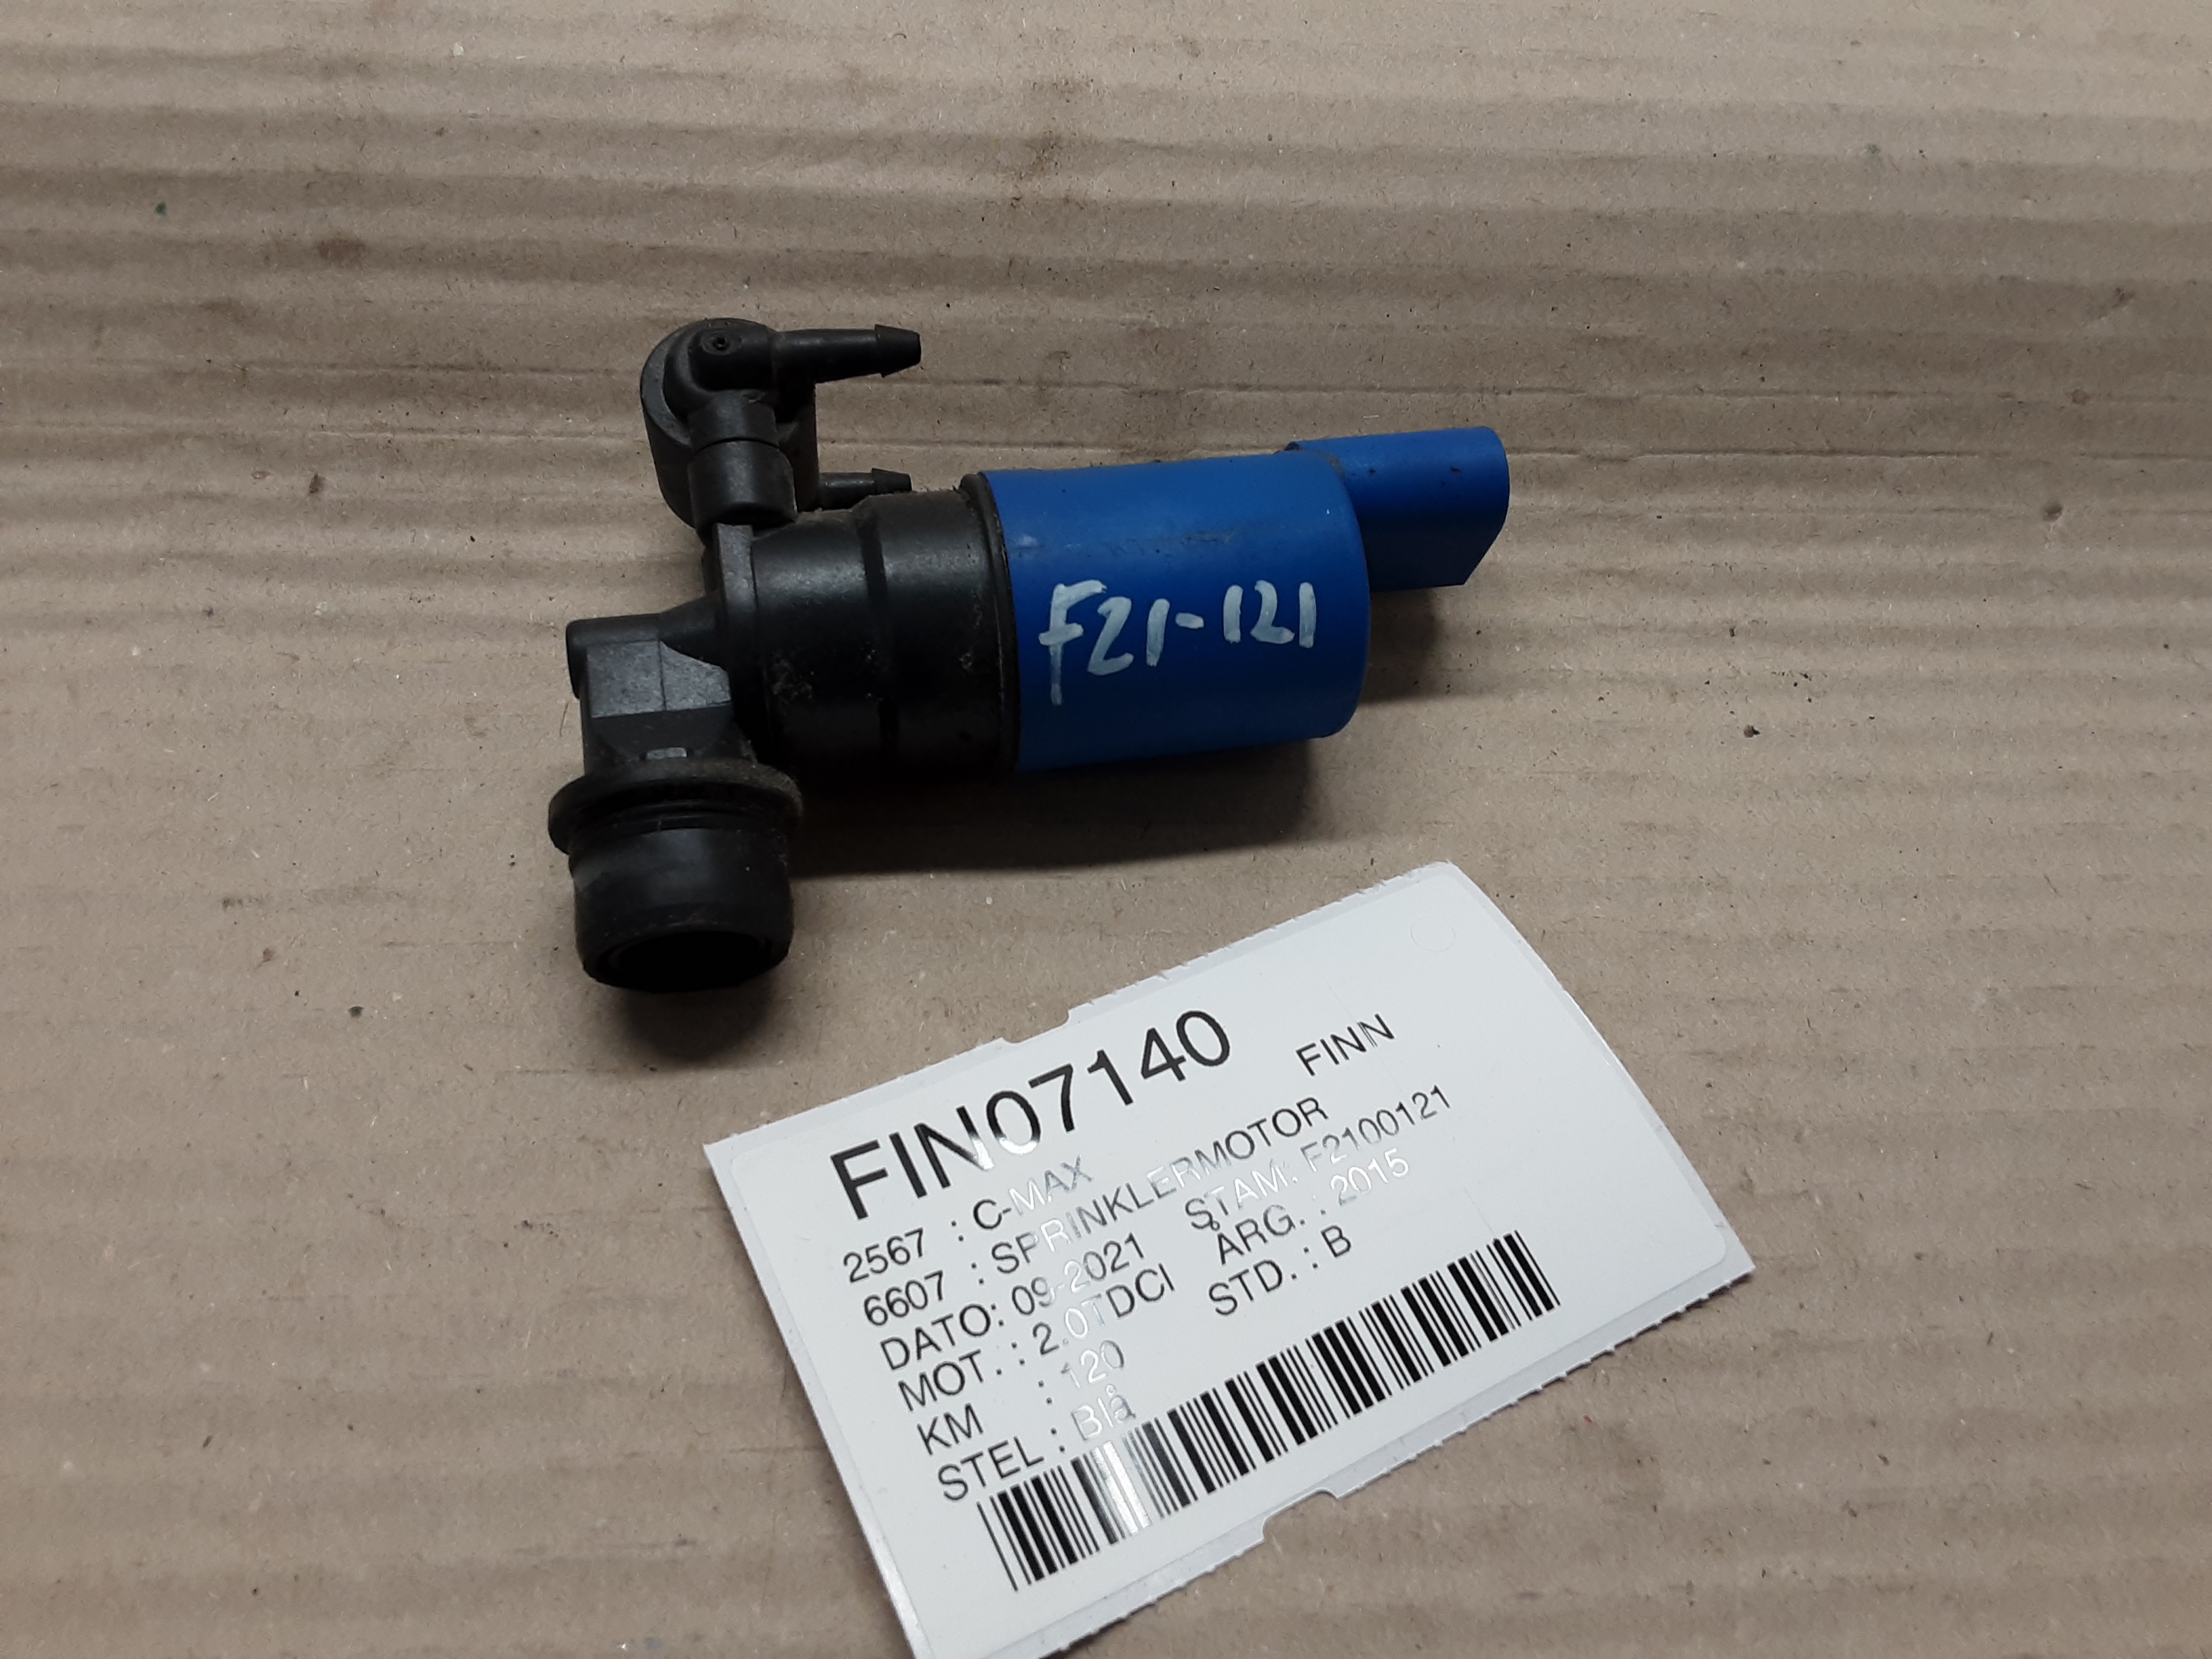 F21-121
FIN07140 FINN
2567 : C-MAX
6607 : SPRINKLERMOTOR
DATO: 09-2021 STAM: F2100121
MOT. : 2.0TDCI ÅRG. : 2015
KM : 120 STD. : B
STEL : Blå